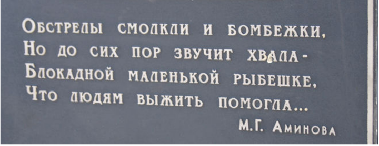 Обстрелы смолкли и бомбежки,
Но до сих пор звучит хвала -
Блокадной маленькой рыбешке,
Что людям выжить помогла...
М.Г. Аминова